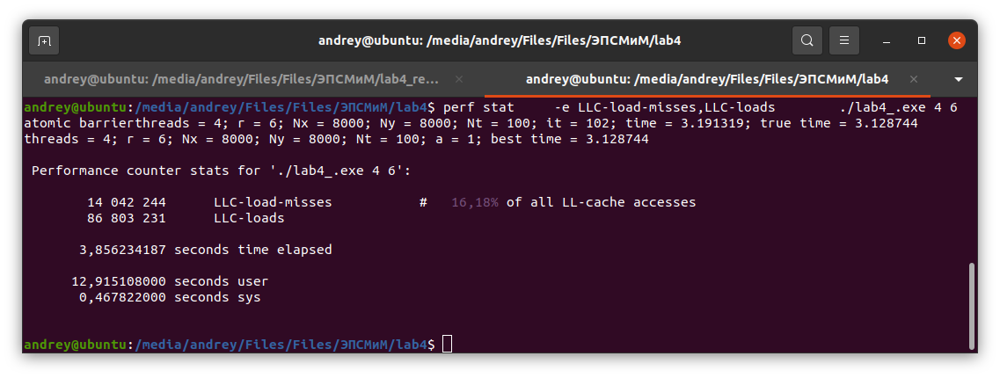 andrey@ubuntu: /media/andrey/Files/Files/ЭПСМиМ/lab4
andrey@ubuntu: /media/andrey/Files/Files/ЭПСМиМ/lab4_re...
andrey@ubuntu: /media/andrey/Files/Files/ЭПСМиМ/lab4
andrey@ubuntu:/media/andrey/Files/Files/ЭПСМиМ/lab4$ perf stat     -e LLC-load-misses,LLC-loads        ./lab4_.exe 4 6
atomic barrierthreads = 4; r = 6; Nx = 8000; Ny = 8000; Nt = 100; it = 102; time = 3.191319; true time = 3.128744
threads = 4; r = 6; Nx = 8000; Ny = 8000; Nt = 100; a = 1; best time = 3.128744
Performance counter stats for './lab4_.exe 4 6':
14 042 244      LLC-load-misses           #   16,18% of all LL-cache accesses
86 803 231      LLC-loads
3,856234187 seconds time elapsed
12,915108000 seconds user
0,467822000 seconds sys
andrey@ubuntu:/media/andrey/Files/Files/ЭПСМиМ/lab4$